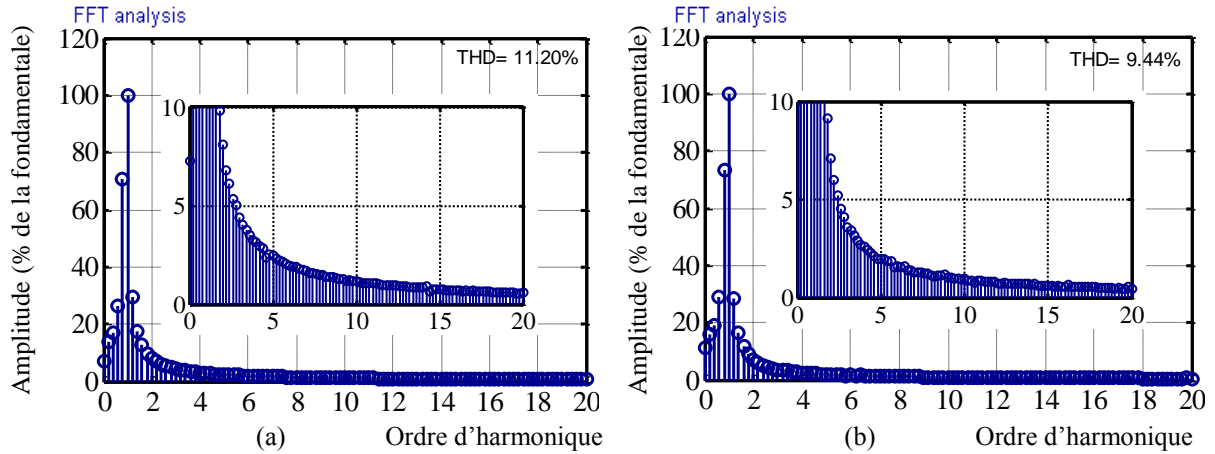 FFT analysis
Amplitude (% de la fondamentale)
120
100
80
60
40
20
0
THD= 11.20%
10
5
0
0 5 10 15 20
0 2 4 6 8 10 12 14 16 18 20
(a) Ordre d’harmonique
FFT analysis
Amplitude (% de la fondamentale)
120
100
80
60
40
20
0
THD= 9.44%
10
5
0
0 5 10 15 20
0 2 4 6 8 10 12 14 16 18 20
(b) Ordre d’harmonique